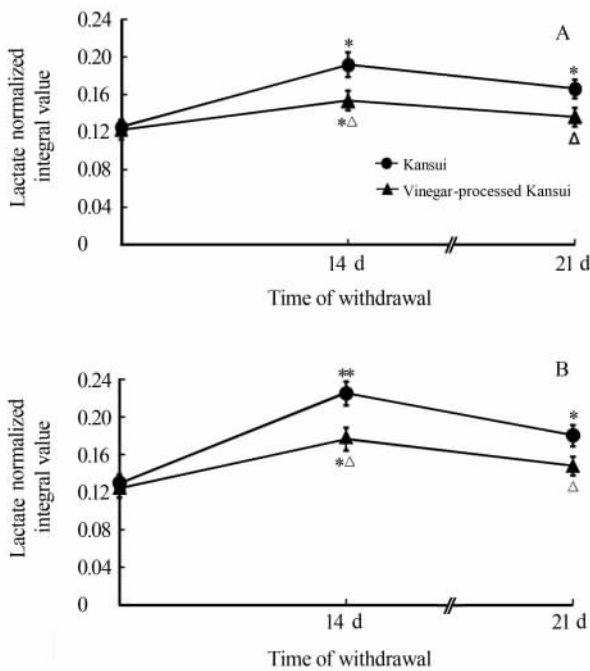 A
0.24
0.20
0.16
0.12
0.08
0.04
0
Lactate normalized
integral value
*
*
*△
△
Kansui
Vinegar-processed Kansui
14 d
21 d
Time of withdrawal
B
0.24
0.20
0.16
0.12
0.08
0.04
0
Lactate normalized
integral value
**
*
*△
△
14 d
21 d
Time of withdrawal